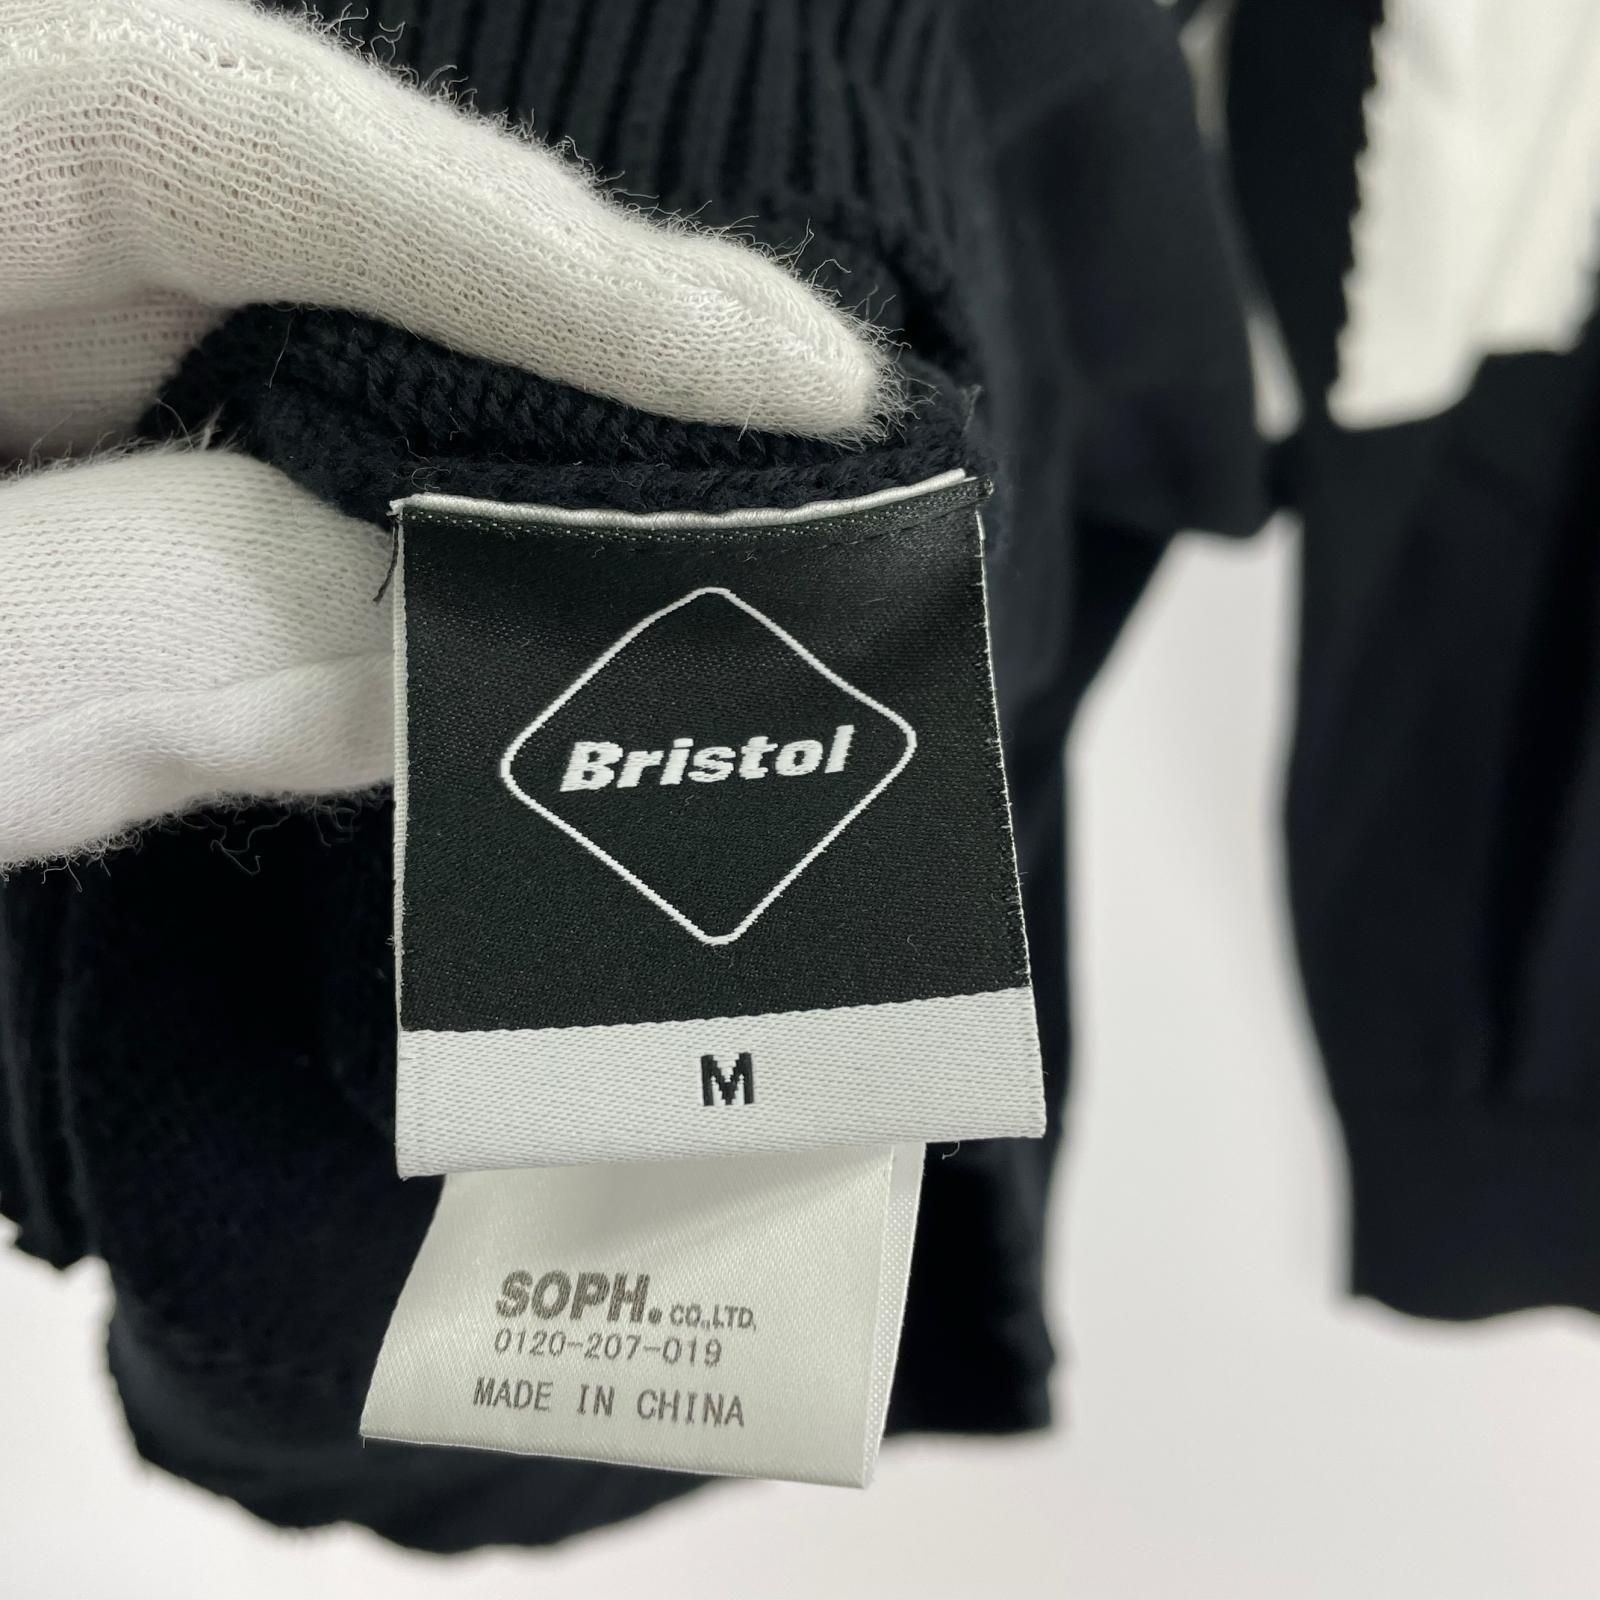 Bristol
M
SOPH. CO.,LTD.
0120-207-019
MADE IN CHINA